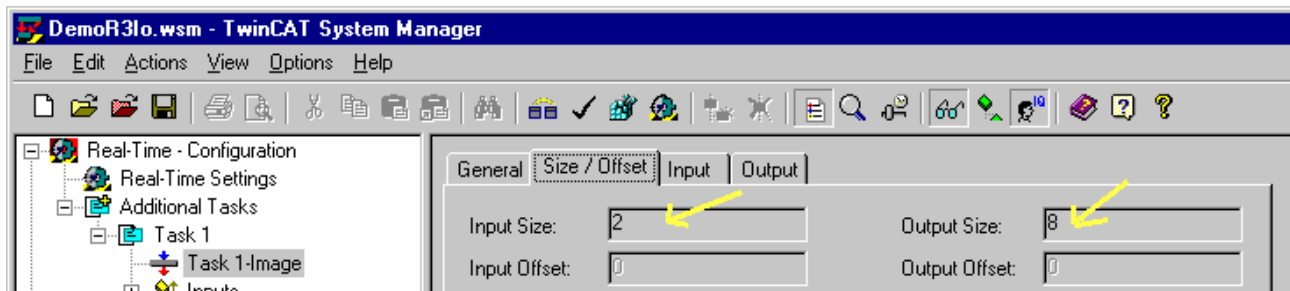 DemoR3Io.wsm - TwinCAT System Manager
File Edit Actions View Options Help
Real-Time - Configuration
Real-Time Settings
Additional Tasks
Task 1
Task 1-Image
Inputs
General Size / Offset Input Output
Input Size: 2 Output Size: 8
Input Offset: 0 Output Offset: 0